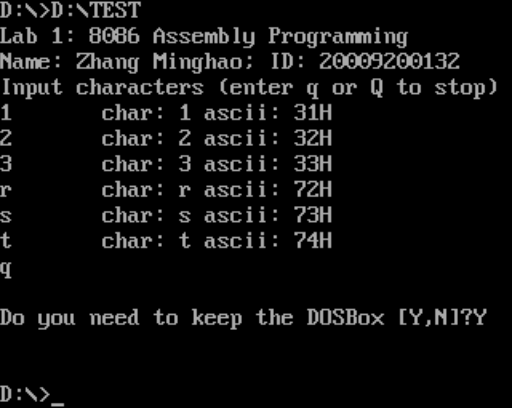 D:\>D:\TEST
Lab 1: 8086 Assembly Programming
Name: Zhang Minghao; ID: 20009200132
Input characters (enter q or Q to stop)
1       char: 1 ascii: 31H
2       char: 2 ascii: 32H
3       char: 3 ascii: 33H
r       char: r ascii: 72H
s       char: s ascii: 73H
t       char: t ascii: 74H
q
Do you need to keep the DOSBox [Y,N]?Y
D:\>_